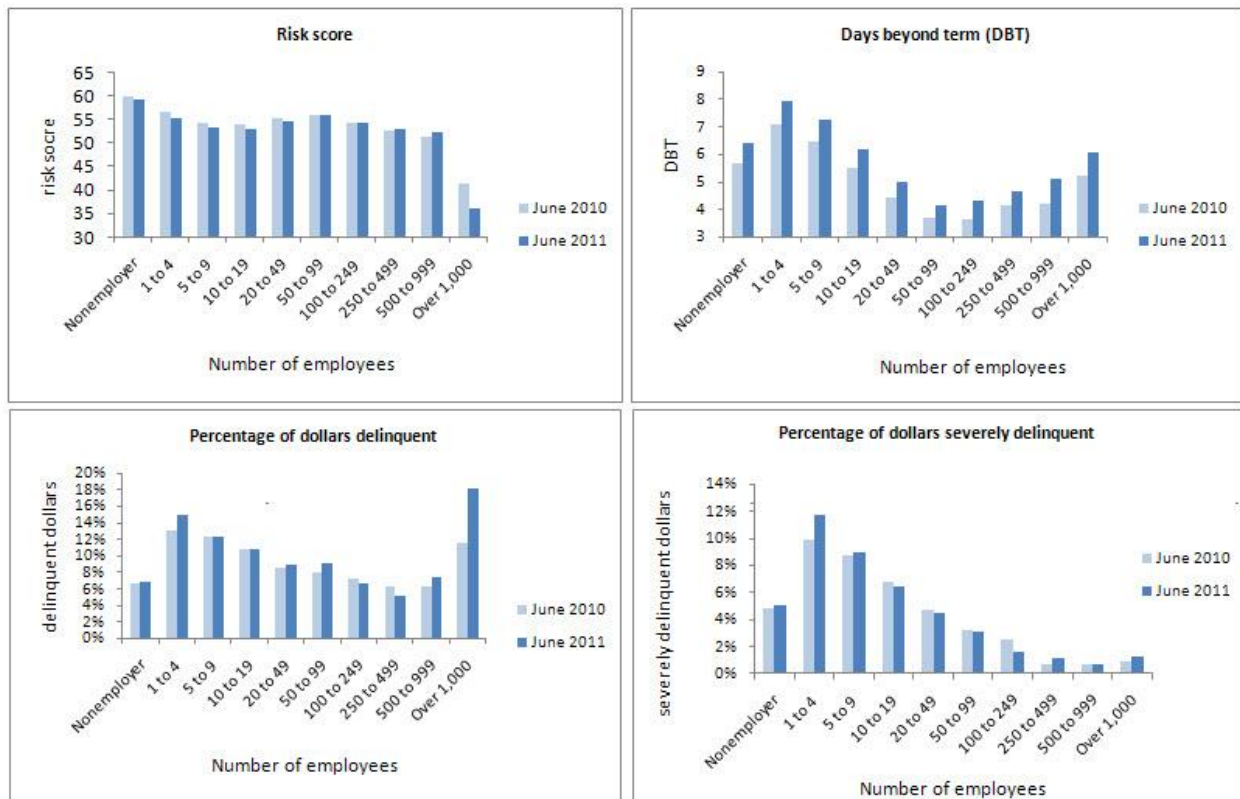 Risk score
65
60
55
50
45
40
35
30
risk socre
June 2010
June 2011
Nonemployer
1 to 4
5 to 9
10 to 19
20 to 49
50 to 99
100 to 249
250 to 499
500 to 999
Over 1,000
Number of employees
Days beyond term (DBT)
9
8
7
6
5
4
3
DBT
June 2010
June 2011
Nonemployer
1 to 4
5 to 9
10 to 19
20 to 49
50 to 99
100 to 249
250 to 499
500 to 999
Over 1,000
Number of employees
Percentage of dollars delinquent
20%
18%
16%
14%
12%
10%
8%
6%
4%
2%
0%
delinquent dollars
June 2010
June 2011
Nonemployer
1 to 4
5 to 9
10 to 19
20 to 49
50 to 99
100 to 249
250 to 499
500 to 999
Over 1,000
Number of employees
Percentage of dollars severely delinquent
14%
12%
10%
8%
6%
4%
2%
0%
severely delinquent dollars
June 2010
June 2011
Nonemployer
1 to 4
5 to 9
10 to 19
20 to 49
50 to 99
100 to 249
250 to 499
500 to 999
Over 1,000
Number of employees